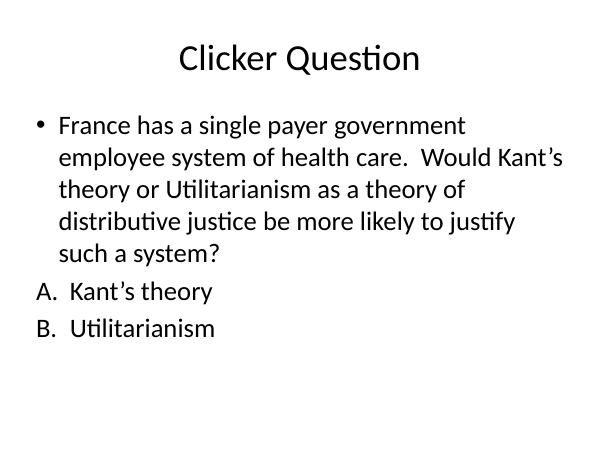 Clicker Question
• France has a single payer government
employee system of health care.  Would Kant’s
theory or Utilitarianism as a theory of
distributive justice be more likely to justify
such a system?
A. Kant’s theory
B. Utilitarianism